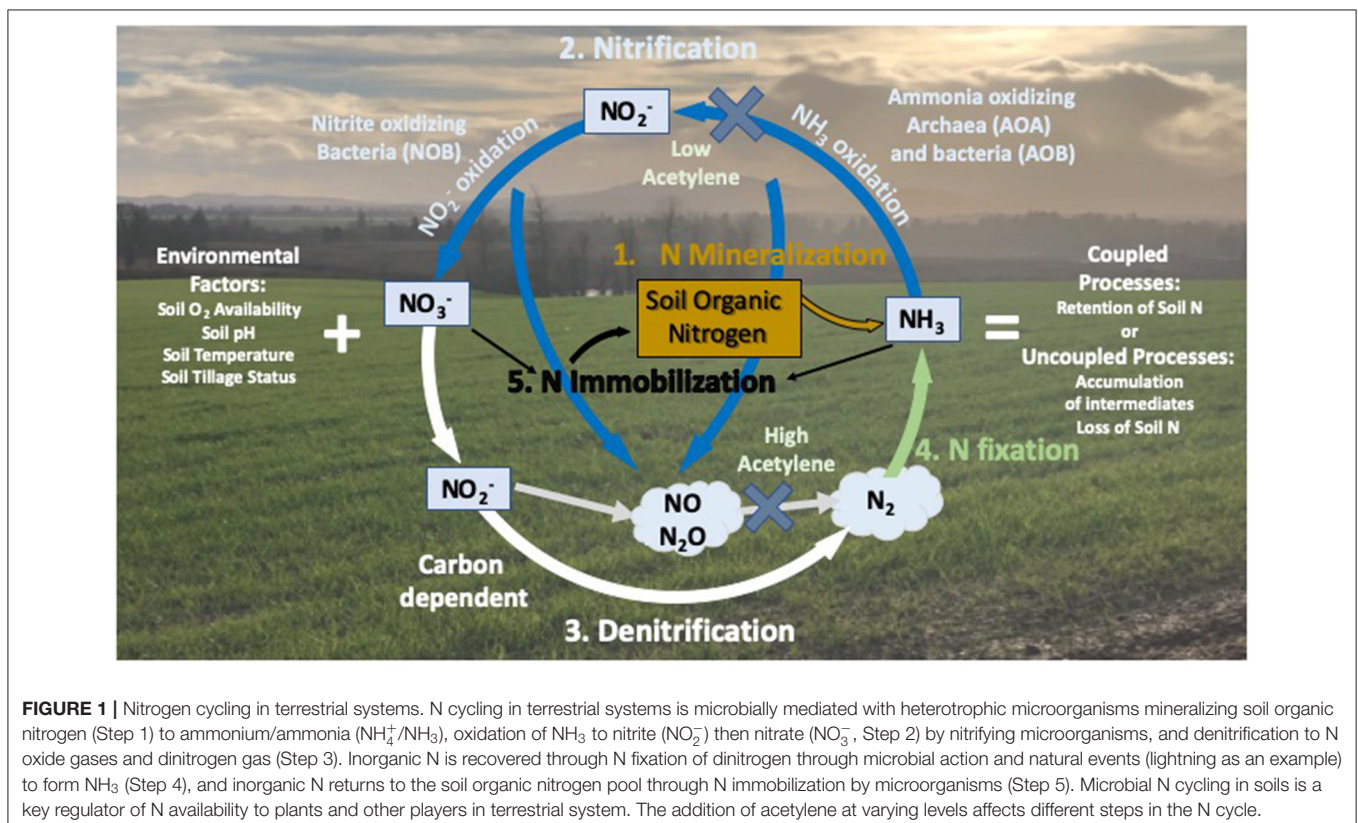 2. Nitrification
NO₂⁻
Ammonia oxidizing
Archaea (AOA)
and bacteria (AOB)
Nitrite oxidizing
Bacteria (NOB)
NO₂⁻ oxidation
NH₃ oxidation
Low
Acetylene
1. N Mineralization
Environmental
Factors:
Soil O₂ Availability
Soil pH
Soil Temperature
Soil Tillage Status
+
NO₃⁻
Soil Organic
Nitrogen
NH₃
=
Coupled
Processes:
Retention of Soil N
or
Uncoupled Processes:
Accumulation
of intermediates
Loss of Soil N
5. N Immobilization
High
Acetylene
4. N fixation
NO₂⁻
NO
N₂O
N₂
Carbon
dependent
3. Denitrification
FIGURE 1 | Nitrogen cycling in terrestrial systems. N cycling in terrestrial systems is microbially mediated with heterotrophic microorganisms mineralizing soil organic
nitrogen (Step 1) to ammonium/ammonia (NH₄⁺/NH₃), oxidation of NH₃ to nitrite (NO₂⁻) then nitrate (NO₃⁻, Step 2) by nitrifying microorganisms, and denitrification to N
oxide gases and dinitrogen gas (Step 3). Inorganic N is recovered through N fixation of dinitrogen through microbial action and natural events (lightning as an example)
to form NH₃ (Step 4), and inorganic N returns to the soil organic nitrogen pool through N immobilization by microorganisms (Step 5). Microbial N cycling in soils is a
key regulator of N availability to plants and other players in terrestrial system. The addition of acetylene at varying levels affects different steps in the N cycle.